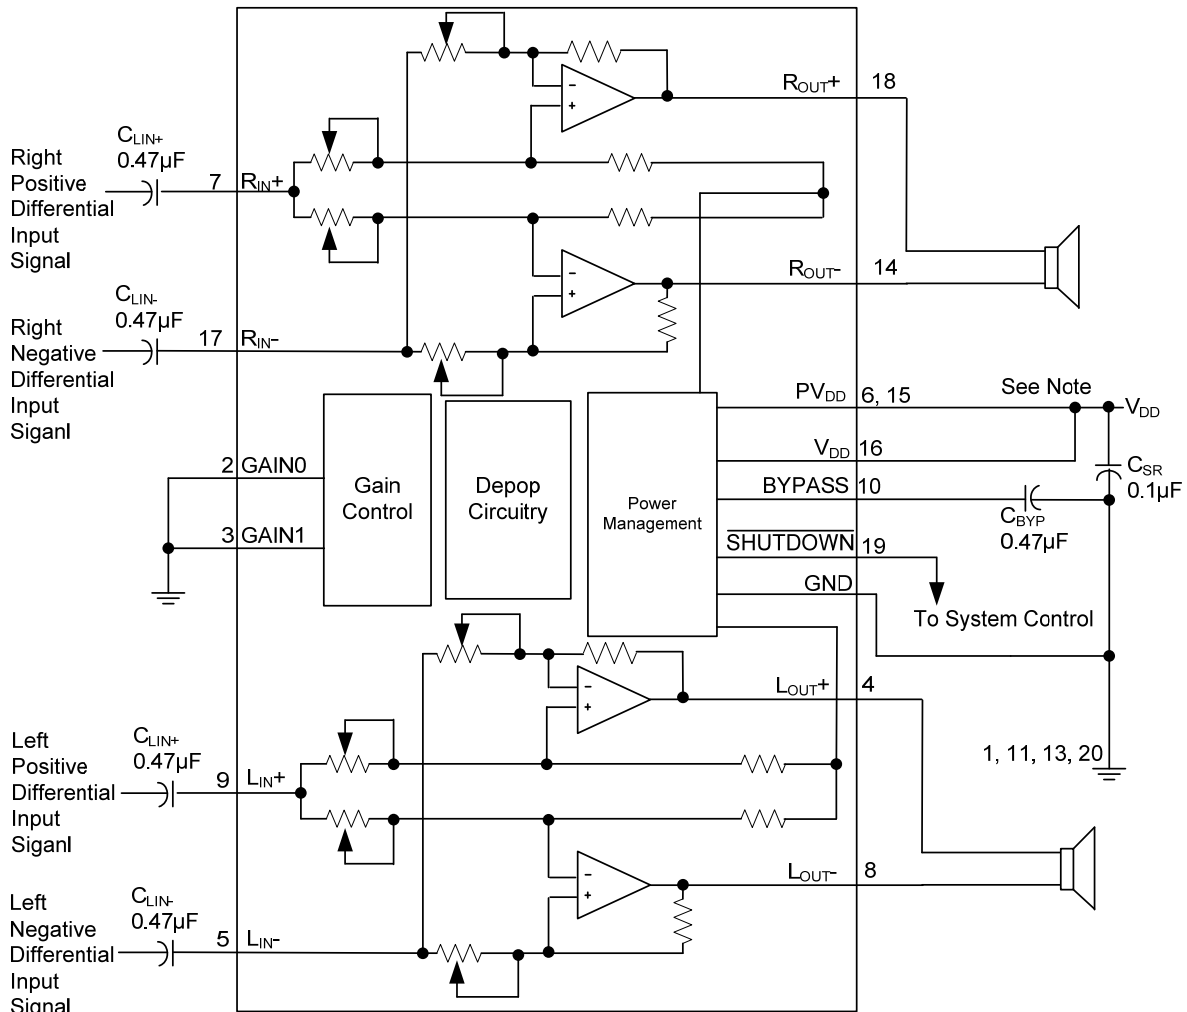 R_OUT+ 18
C_LIN+
0.47µF
Right
Positive
Differential
Input
Signal
7 R_IN+
−
+
R_OUT- 14
−
+
C_LIN-
0.47µF
Right
Negative
Differential
Input
Siganl
17 R_IN-
PV_DD 6, 15
See Note
V_DD
V_DD 16
2 GAIN0
Gain
Control
Depop
Circuitry
Power
Management
BYPASS 10
C_SR
0.1µF
C_BYP
0.47µF
3 GAIN1
SHUTDOWN 19
GND
To System Control
L_OUT+ 4
−
+
1, 11, 13, 20
Left
Positive
Differential
Input
Siganl
C_LIN+
0.47µF
9 L_IN+
L_OUT- 8
−
+
Left
Negative
Differential
Input
Signal
C_LIN-
0.47µF
5 L_IN-